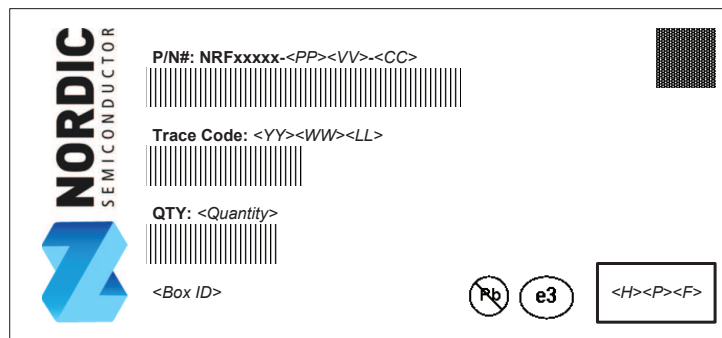 NORDIC
SEMICONDUCTOR
P/N#: NRFxxxxx-<PP><VV>-<CC>
Trace Code: <YY><WW><LL>
QTY: <Quantity>
<Box ID>
Pb
e3
<H><P><F>